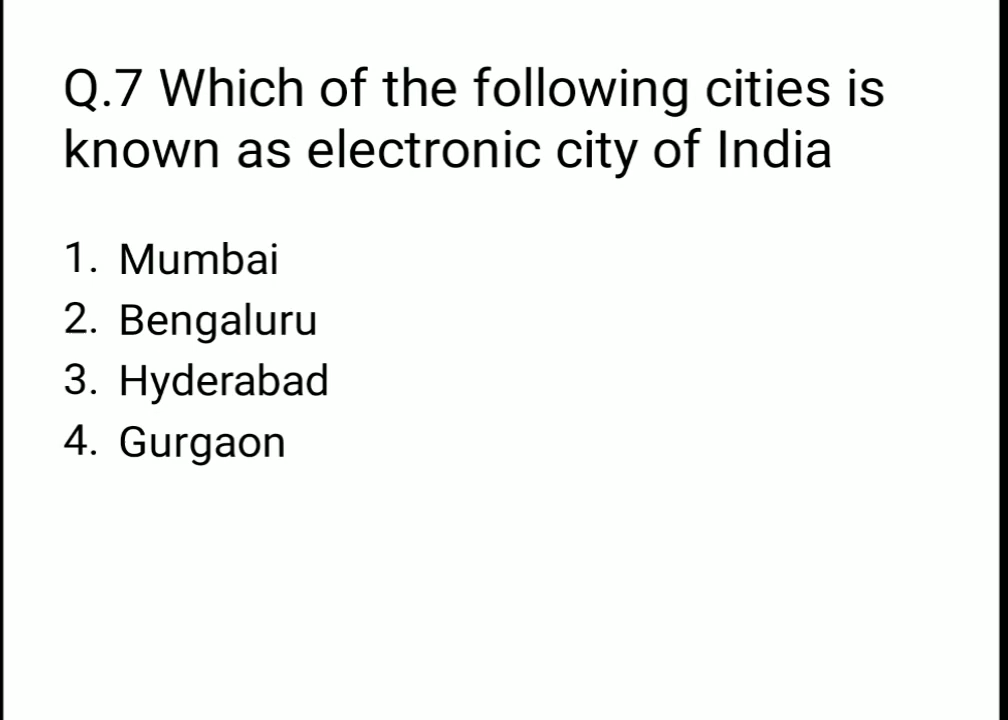 Q.7 Which of the following cities is
known as electronic city of India
1. Mumbai
2. Bengaluru
3. Hyderabad
4. Gurgaon